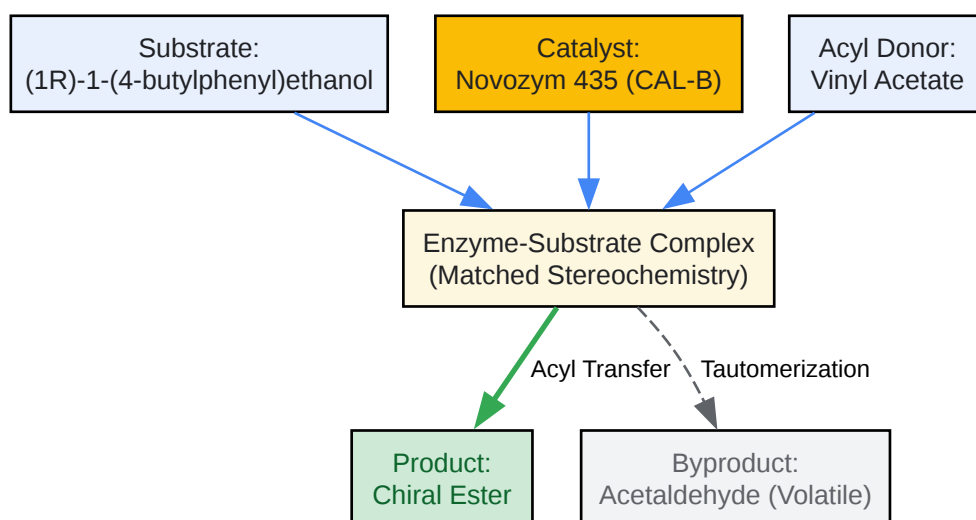 Substrate:
(1R)-1-(4-butylphenyl)ethanol
Catalyst:
Novozym 435 (CAL-B)
Acyl Donor:
Vinyl Acetate
Enzyme-Substrate Complex
(Matched Stereochemistry)
Acyl Transfer
Tautomerization
Product:
Chiral Ester
Byproduct:
Acetaldehyde (Volatile)